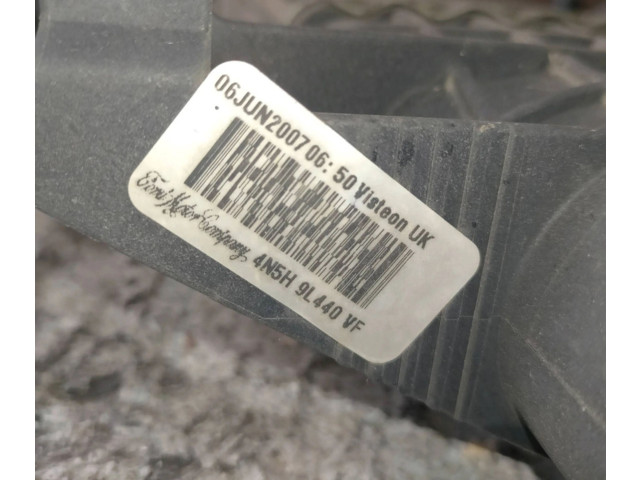 06JUN2007 06:50 Visteon UK
Ford Motor Company, 4N5H 9L440 VF